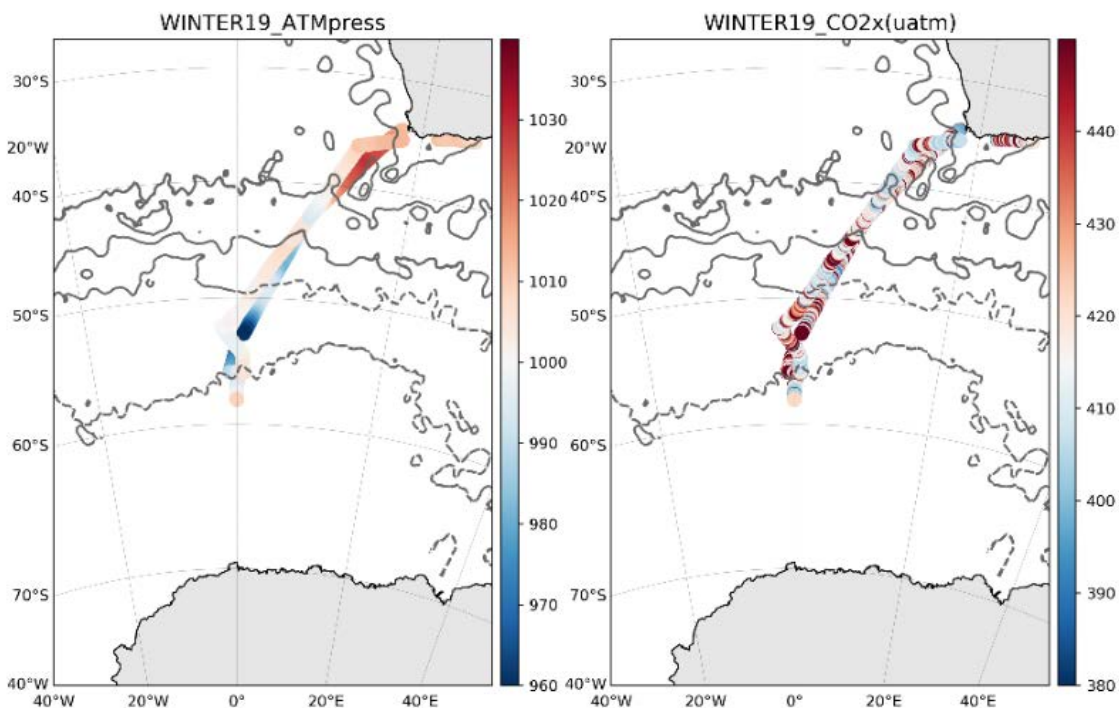 WINTER19_ATMpress
WINTER19_CO2x(uatm)
30°S
20°W
40°S
50°S
60°S
70°S
40°W
40°W
20°W
0°
20°E
40°E
1030
1020
1010
1000
990
980
970
960
30°S
20°W
40°S
50°S
60°S
70°S
40°W
40°W
20°W
0°
20°E
40°E
440
430
420
410
400
390
380